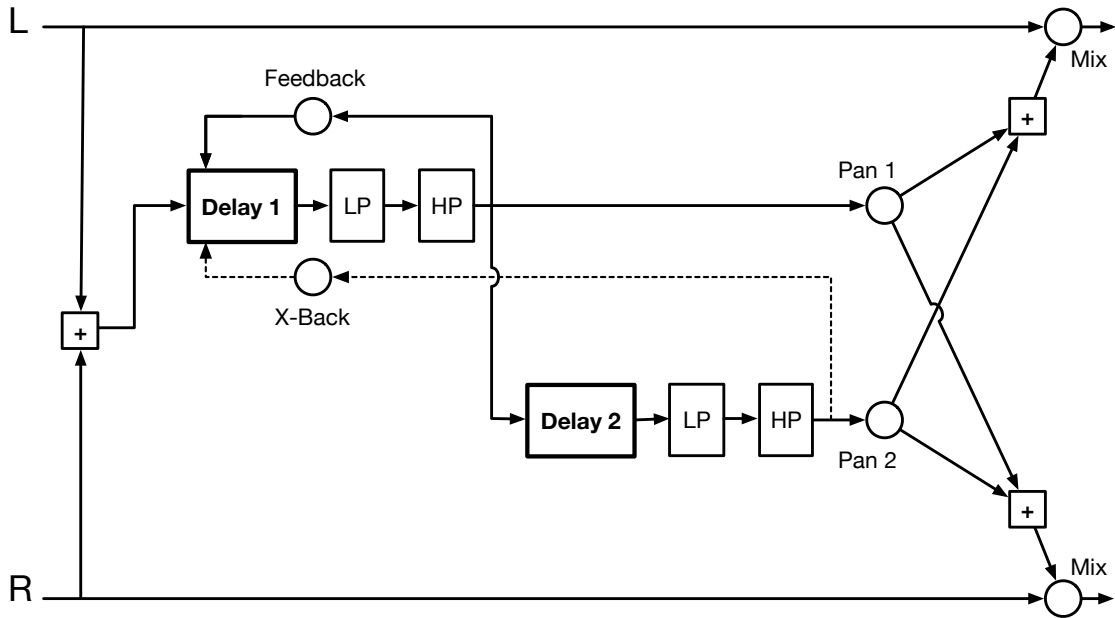 L
Mix
Feedback
+
Pan 1
Delay 1
LP
HP
X-Back
+
Delay 2
LP
HP
Pan 2
+
Mix
R